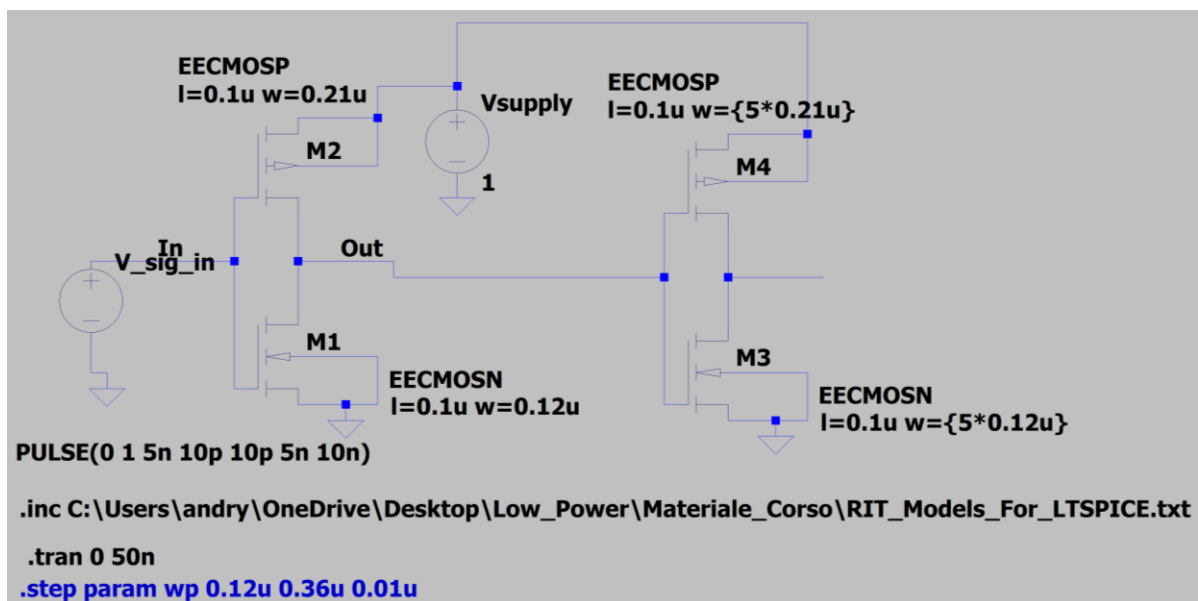 EECMOSP
l=0.1u w=0.21u
M2
Vsupply
1
EECMOSP
l=0.1u w={5*0.21u}
M4
In
V_sig_in
Out
M1
EECMOSN
l=0.1u w=0.12u
M3
EECMOSN
l=0.1u w={5*0.12u}
PULSE(0 1 5n 10p 10p 5n 10n)
.inc C:\Users\andry\OneDrive\Desktop\Low_Power\Materiale_Corso\RIT_Models_For_LTSPICE.txt
.tran 0 50n
.step param wp 0.12u 0.36u 0.01u